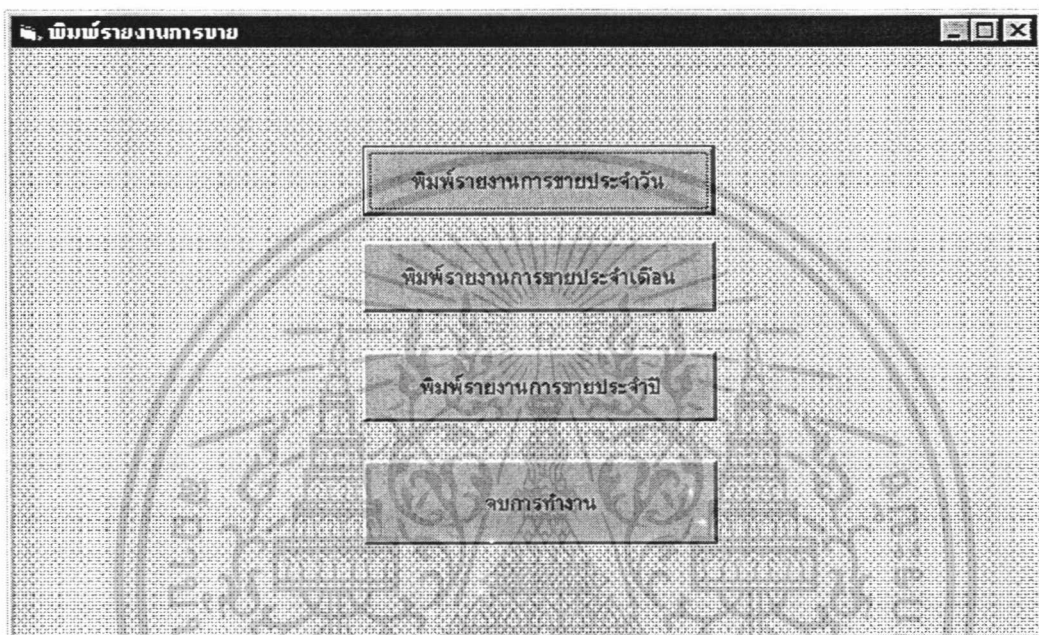 พิมพ์รายงานการขาย
พิมพ์รายงานการขายประจำวัน
พิมพ์รายงานการขายประจำเดือน
พิมพ์รายงานการขายประจำปี
จบการทำงาน